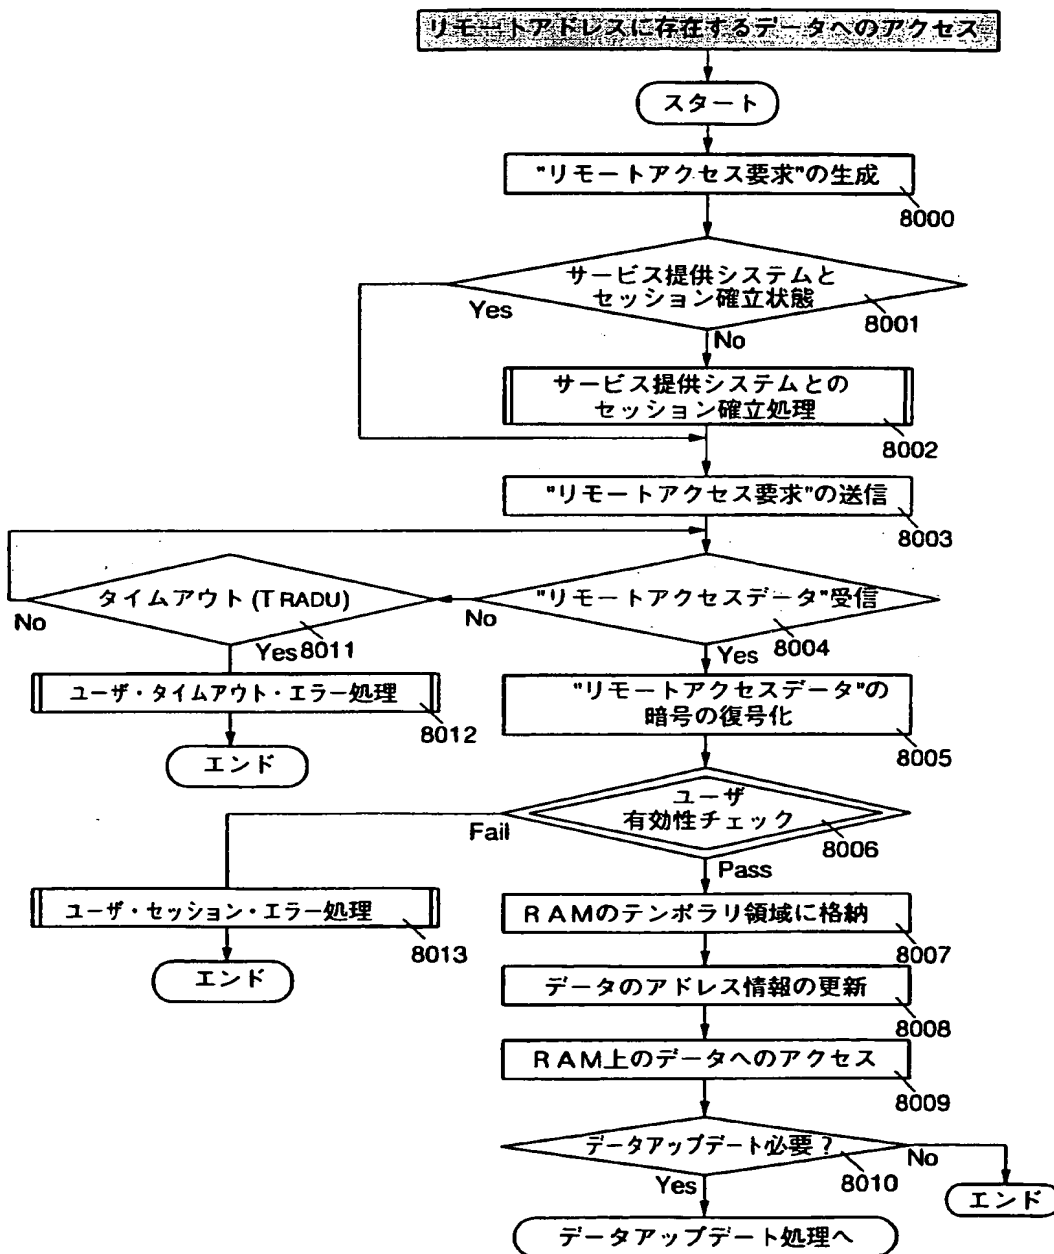 リモートアドレスに存在するデータへのアクセス
スタート
"リモートアクセス要求"の生成
8000
サービス提供システムと
セッション確立状態
8001
Yes
No
サービス提供システムとの
セッション確立処理
8002
"リモートアクセス要求"の送信
8003
タイムアウト(TRADU)
No
Yes
8011
"リモートアクセスデータ"受信
No
8004
Yes
ユーザ・タイムアウト・エラー処理
8012
エンド
"リモートアクセスデータ"の
暗号の復号化
8005
ユーザ
有効性チェック
8006
Fail
Pass
ユーザ・セッション・エラー処理
8013
エンド
RAMのテンポラリ領域に格納
8007
データのアドレス情報の更新
8008
RAM上のデータへのアクセス
8009
データアップデート必要?
8010
No
Yes
エンド
データアップデート処理へ